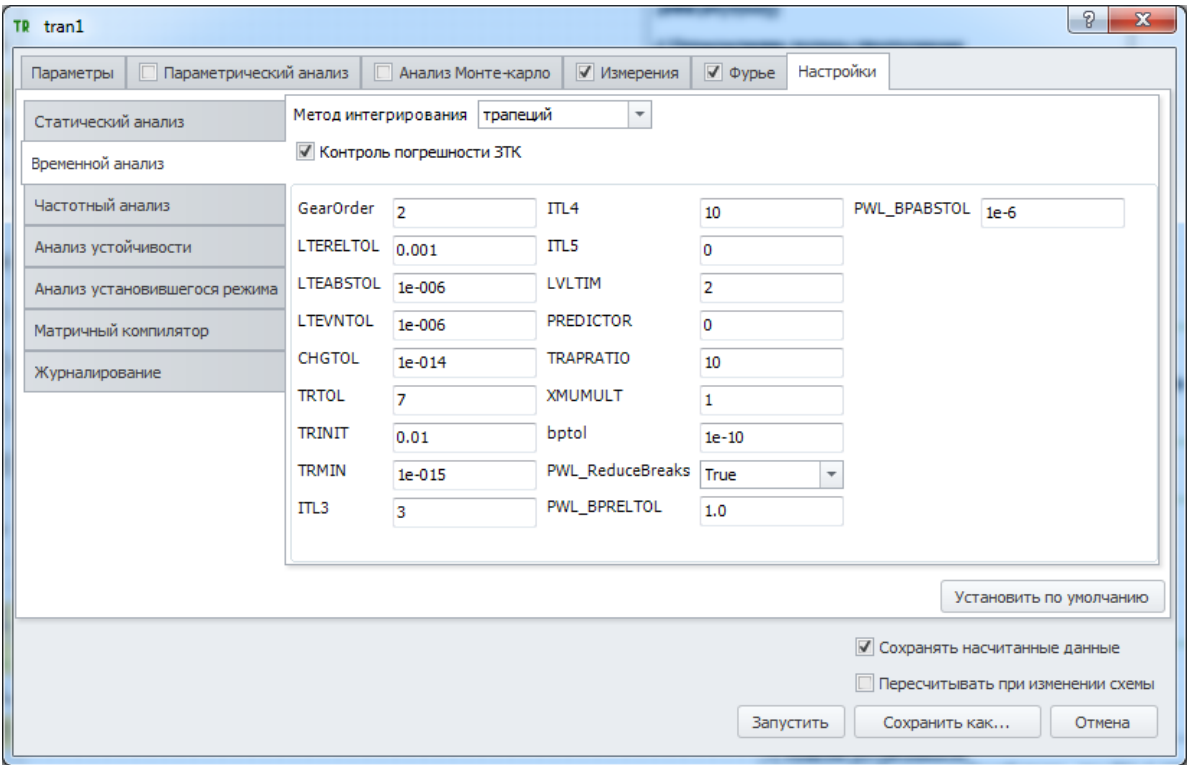 TR tran1
Параметры Параметрический анализ Анализ Монте-карло Измерения Фурье Настройки
Статический анализ
Временной анализ
Частотный анализ
Анализ устойчивости
Анализ установившегося режима
Матричный компилятор
Журналирование
Метод интегрирования трапеций
Контроль погрешности ЗТК
GearOrder 2 ITL4 10 PWL_BPABSTOL 1e-6
LTERELTOL 0.001 ITL5 0
LTEABSTOL 1e-006 LVLTIM 2
LTEVNTOL 1e-006 PREDICTOR 0
CHGTOL 1e-014 TRAPRATIO 10
TRTOL 7 XMUMULT 1
TRINIT 0.01 bptol 1e-10
TRMIN 1e-015 PWL_ReduceBreaks True
ITL3 3 PWL_BPRELTOL 1.0
Установить по умолчанию
Сохранять насчитанные данные
Пересчитывать при изменении схемы
Запустить Сохранить как... Отмена